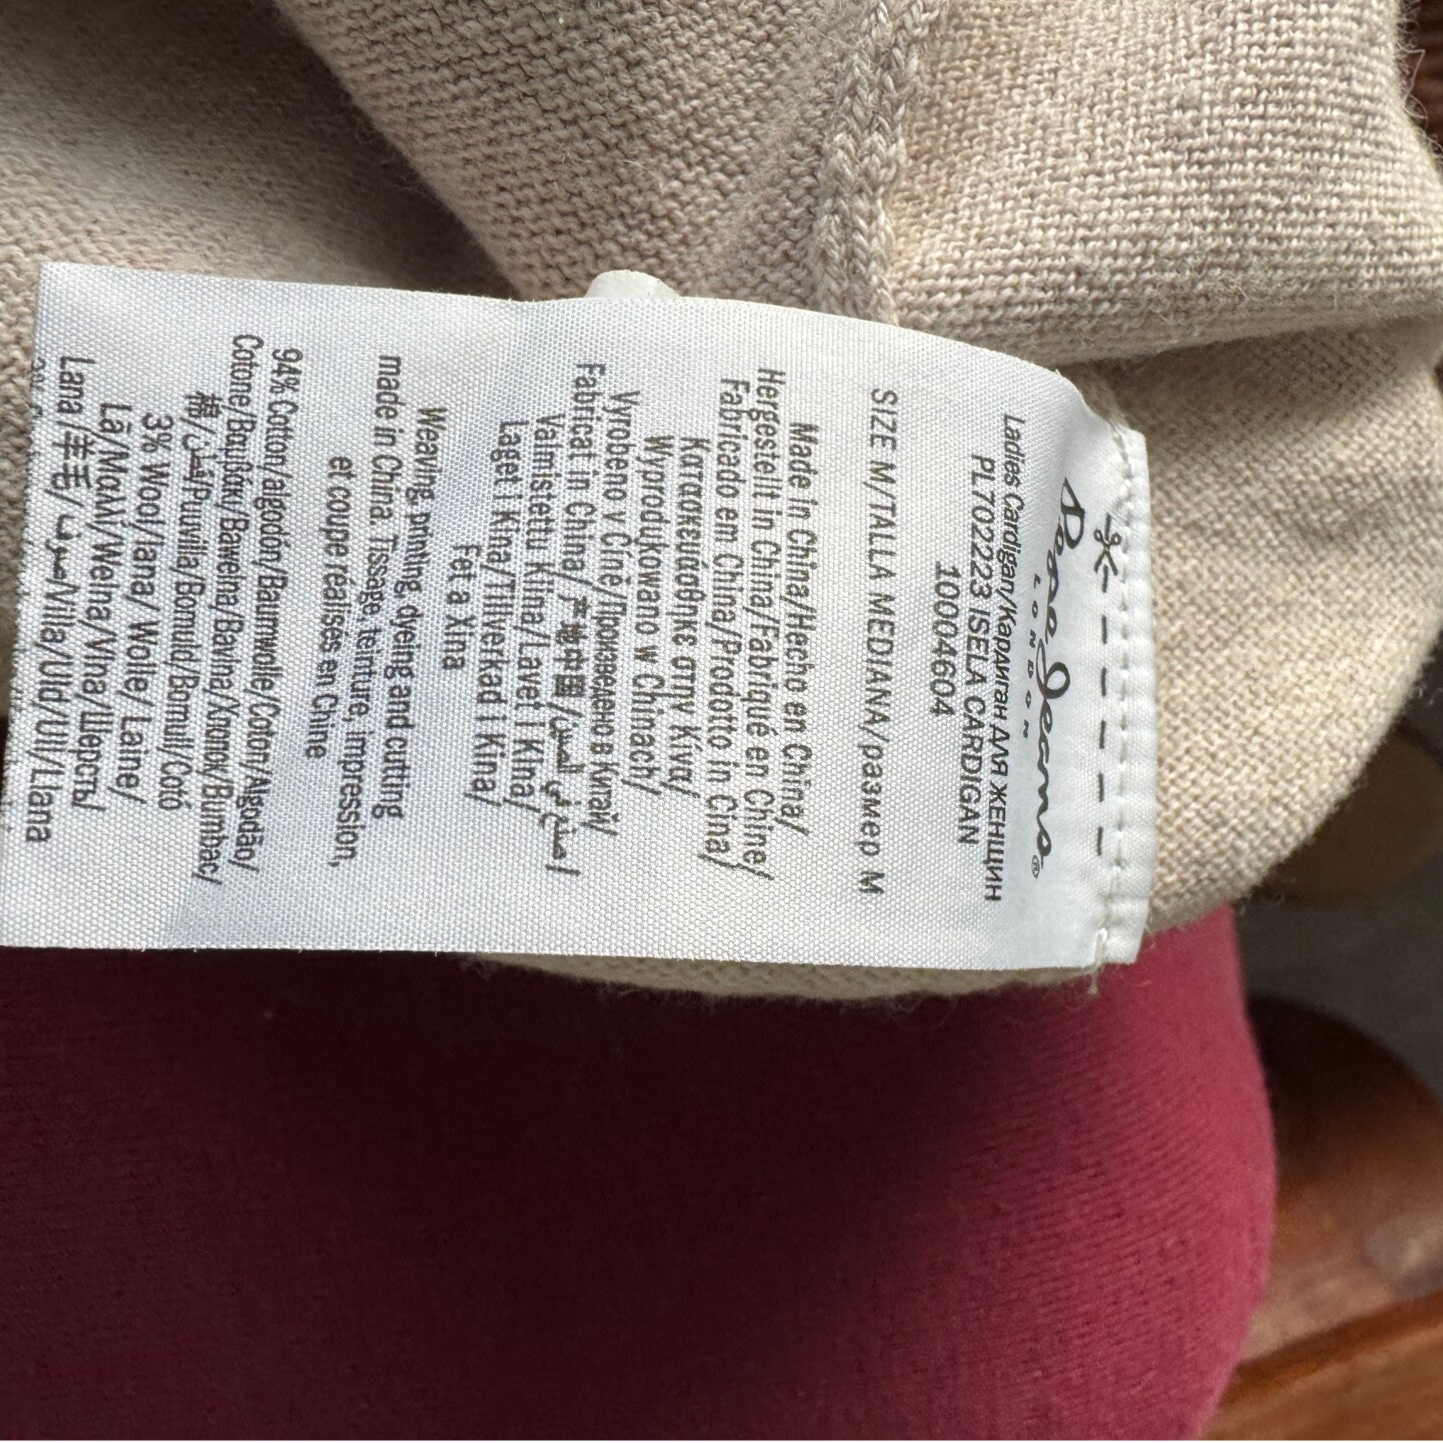 Pepe Jeans®
LONDON
Ladies Cardigan/Кардиган ДЛЯ ЖЕНЩИН
PL702223 ISELA CARDIGAN
10004604
SIZE M/TALLA MEDIANA/размер M
Made in China/Hecho en China/
Hergestellt in China/Fabriqué en Chine/
Fabricado em China/Prodotto in Cina/
Κατασκευάσθηκε στην Κίνα/
Wyprodukowano w Chinach/
Vyrobeno v Číně/Произведено в Китай/
Fabricat in China/产地中国/صنع في الصين/
Valmistettu Kiina/Lavet i Kina/
Laget i Kina/Tillverkad i Kina/
Fet a Xina
Weaving, printing, dyeing and cutting
made in China. Tissage, teinture, impression,
et coupe réalisés en Chine
94% Cotton/algodón/Baumwolle/Coton/Algodão/
Cotone/Βαμβάκι/Bawełna/Bavlna/Хлопок/Bumbac/
棉/قطن/Puuvilla/Bomuld/Bomull/Cotó
3% Wool/lana/ Wolle/ Laine/
Lã/Μαλλί/Wełna/Vlna/Шерсть/
Lana/羊毛/صوف/Villa/Uld/Ull/Llana